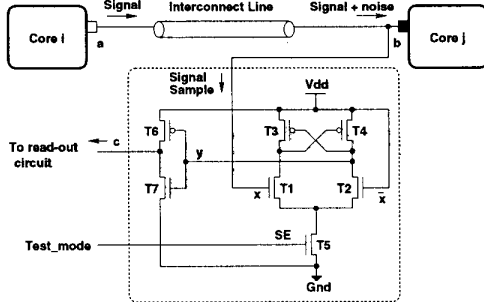 Signal
Interconnect Line
Signal + noise
Core i
a
b
Core j
Signal
Sample
Vdd
T6
T3
T4
c
To read-out
circuit
y
T7
x
T1
T2
x̄
Test_mode
SE
T5
Gnd